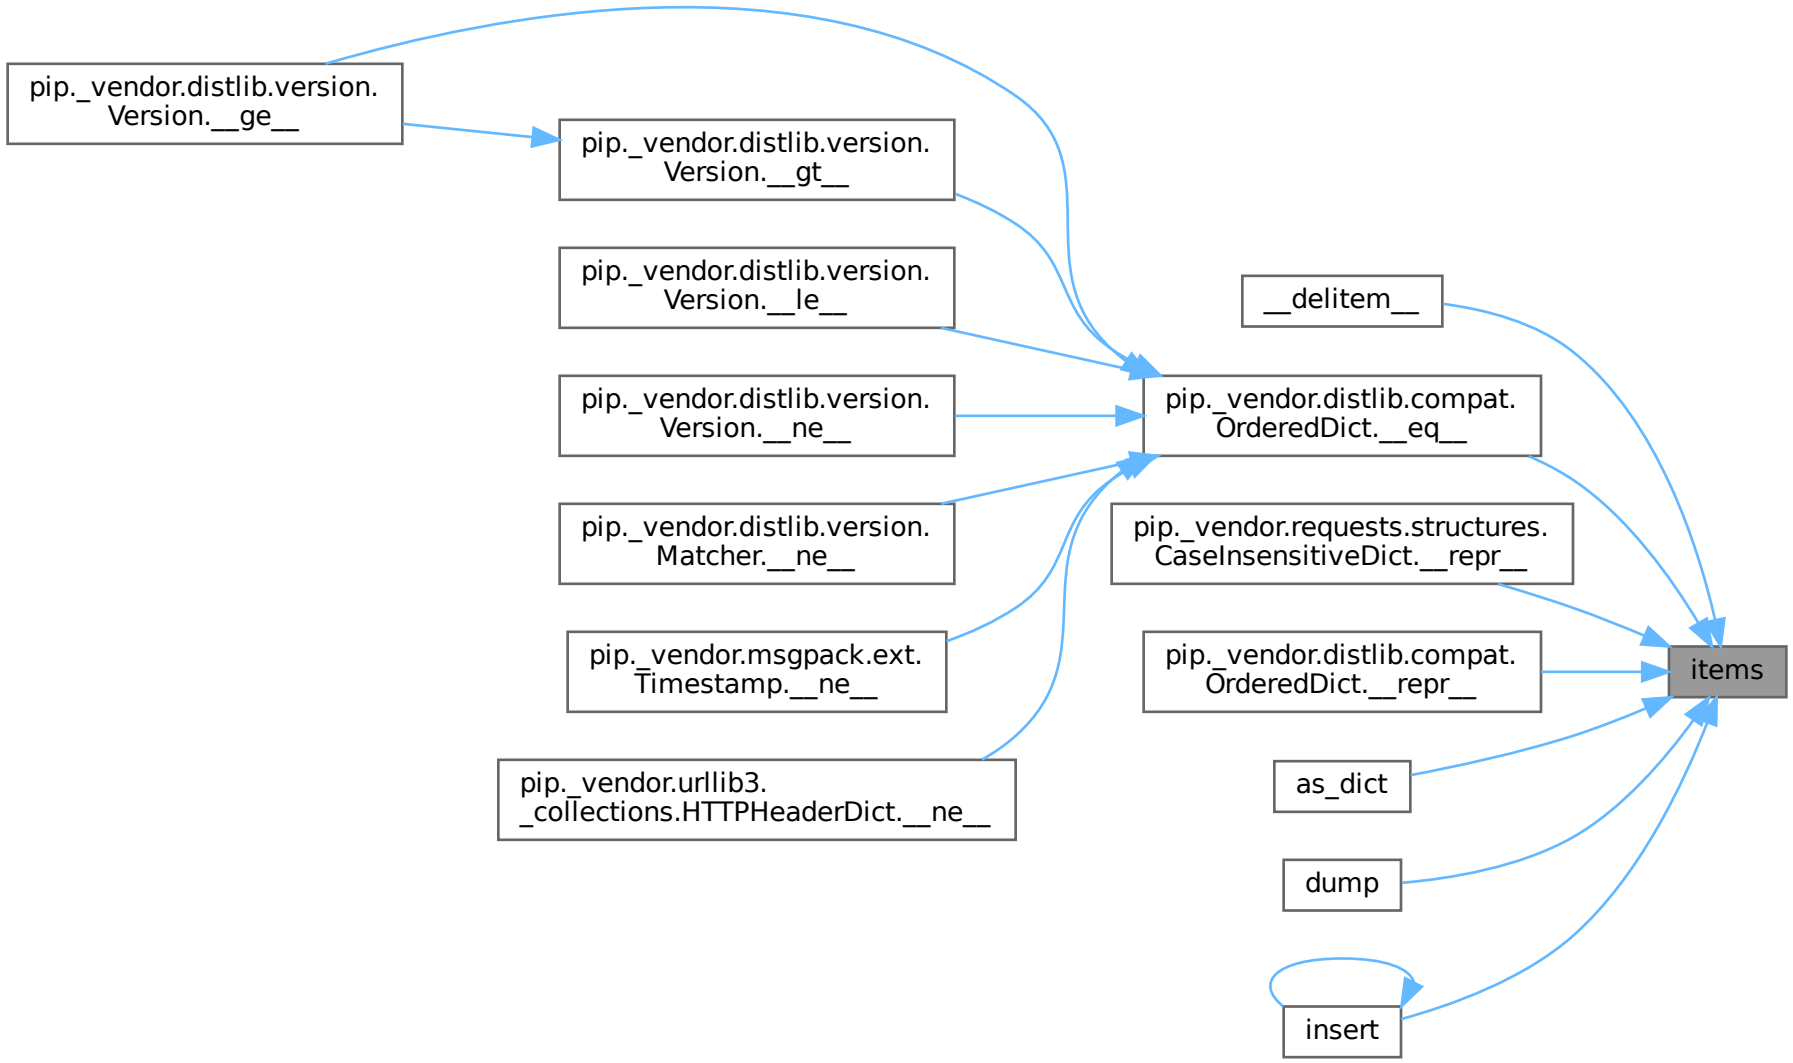 pip._vendor.distlib.version.
Version.__ge__
pip._vendor.distlib.version.
Version.__gt__
pip._vendor.distlib.version.
Version.__le__
pip._vendor.distlib.version.
Version.__ne__
pip._vendor.distlib.version.
Matcher.__ne__
pip._vendor.msgpack.ext.
Timestamp.__ne__
pip._vendor.urllib3.
_collections.HTTPHeaderDict.__ne__
__delitem__
pip._vendor.distlib.compat.
OrderedDict.__eq__
pip._vendor.requests.structures.
CaseInsensitiveDict.__repr__
pip._vendor.distlib.compat.
OrderedDict.__repr__
as_dict
dump
insert
items